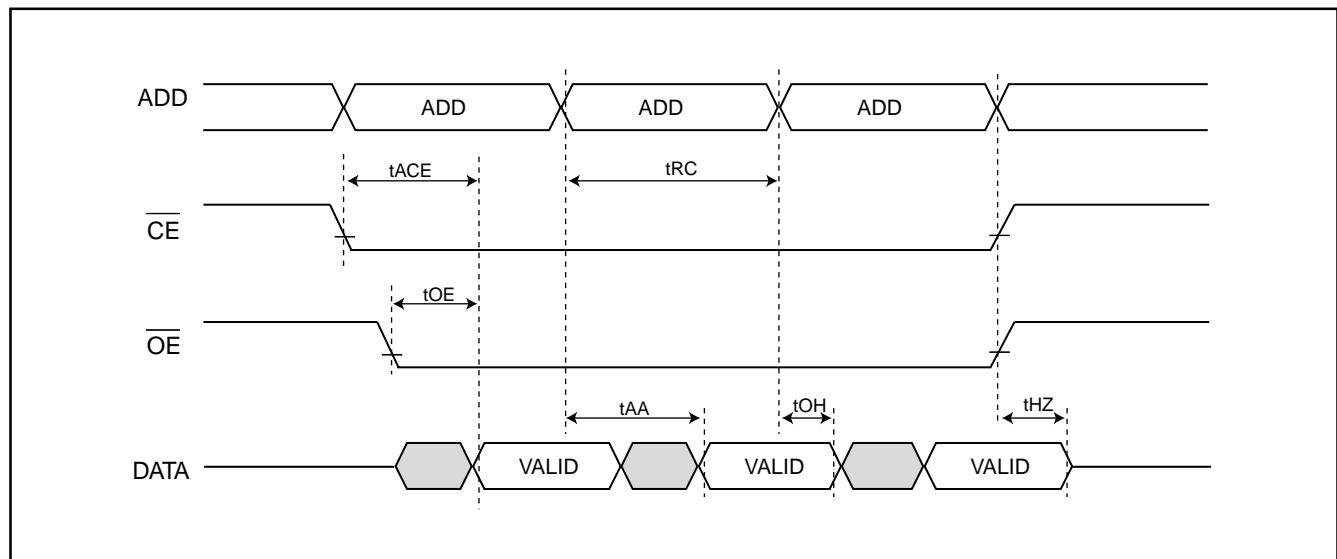 ADD ADD ADD ADD
tACE tRC
CE
tOE
OE
tAA tOH tHZ
DATA VALID VALID VALID